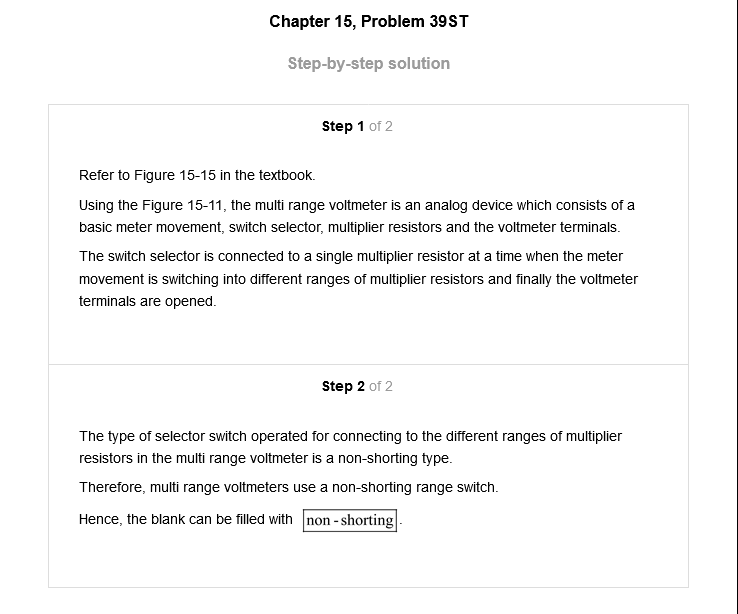 Chapter 15, Problem 39ST
Step-by-step solution
Step 1 of 2
Refer to Figure 15-15 in the textbook.
Using the Figure 15-11, the multi range voltmeter is an analog device which consists of a
basic meter movement, switch selector, multiplier resistors and the voltmeter terminals.
The switch selector is connected to a single multiplier resistor at a time when the meter
movement is switching into different ranges of multiplier resistors and finally the voltmeter
terminals are opened.
Step 2 of 2
The type of selector switch operated for connecting to the different ranges of multiplier
resistors in the multi range voltmeter is a non-shorting type.
Therefore, multi range voltmeters use a non-shorting range switch.
Hence, the blank can be filled with non - shorting.